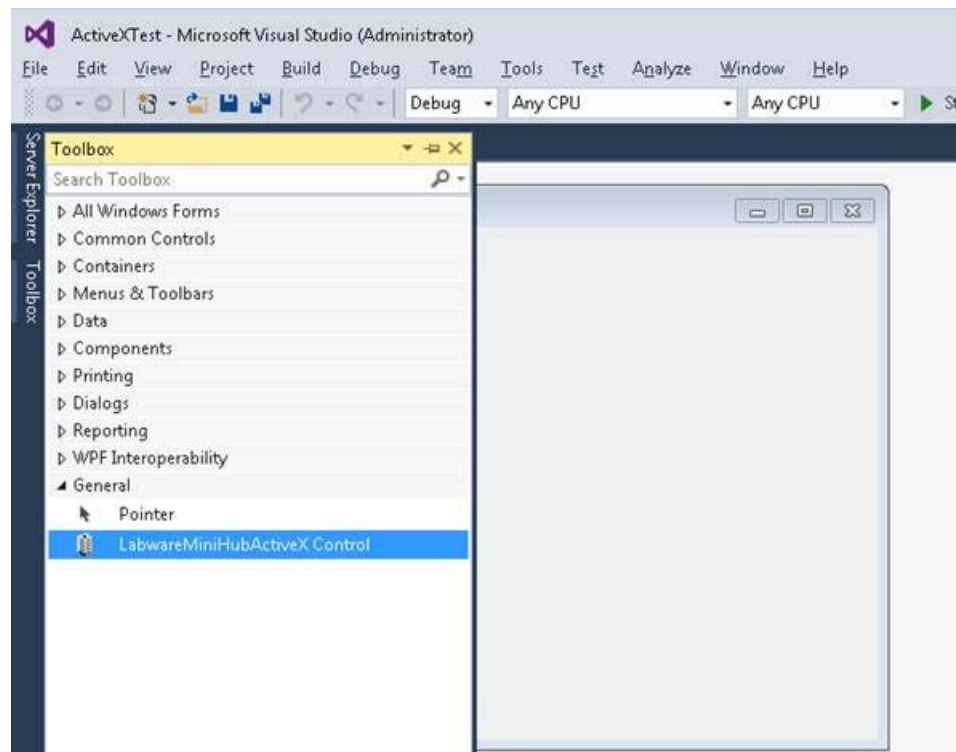 ActiveXTest - Microsoft Visual Studio (Administrator)
File Edit View Project Build Debug Team Tools Test Analyze Window Help
Debug Any CPU Any CPU
Server Explorer
Toolbox
Toolbox
Search Toolbox
All Windows Forms
Common Controls
Containers
Menus & Toolbars
Data
Components
Printing
Dialogs
Reporting
WPF Interoperability
General
Pointer
LabwareMiniHubActiveX Control